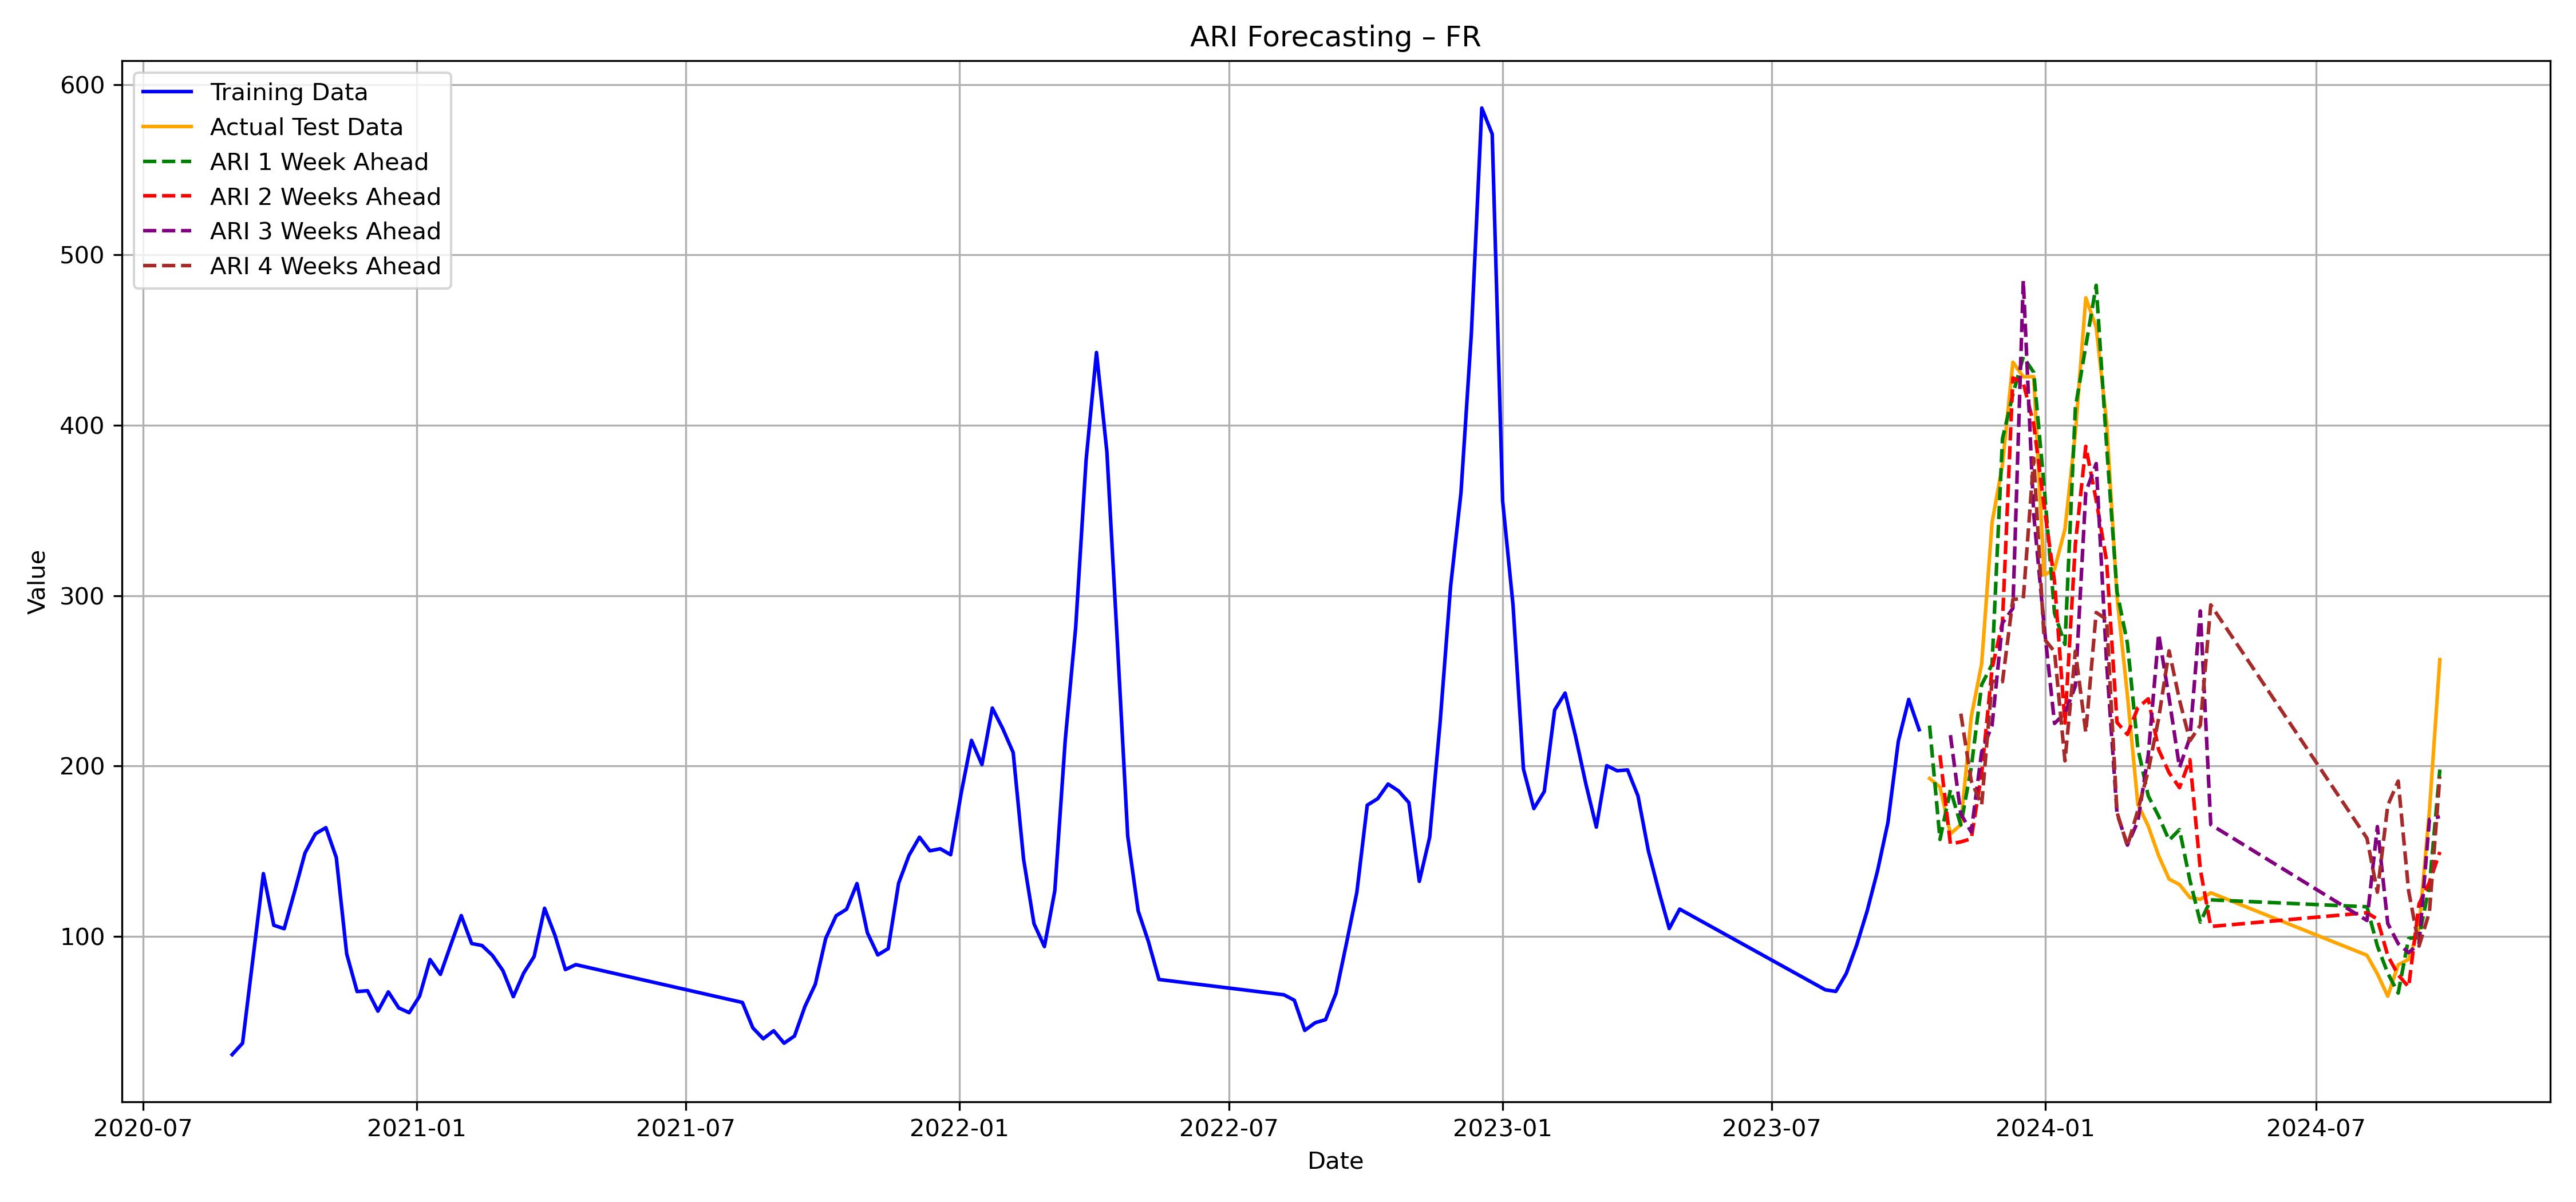 ARI Forecasting – FR
Training Data
Actual Test Data
ARI 1 Week Ahead
ARI 2 Weeks Ahead
ARI 3 Weeks Ahead
ARI 4 Weeks Ahead
600
500
400
300
200
100
Value
2020-07 2021-01 2021-07 2022-01 2022-07 2023-01 2023-07 2024-01 2024-07
Date